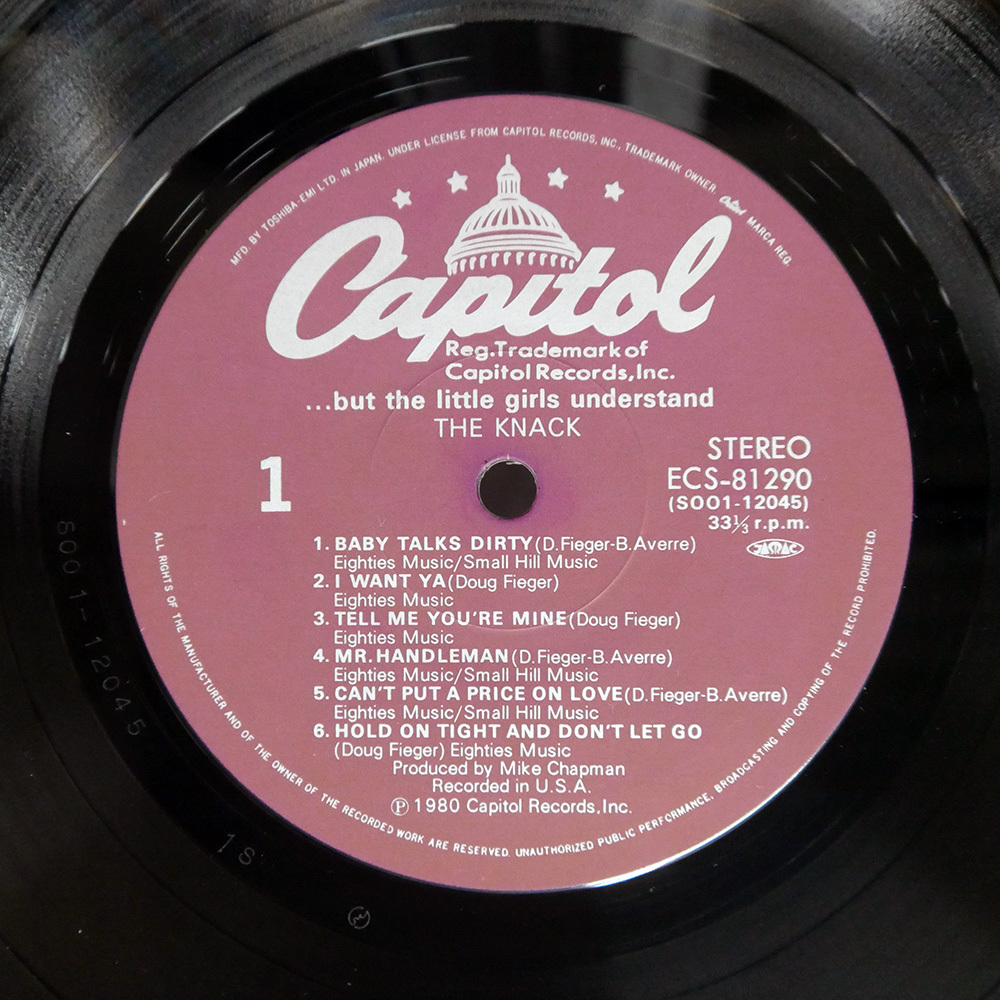 MFD. BY TOSHIBA-EMI LTD. IN JAPAN. UNDER LICENSE FROM CAPITOL RECORDS, INC., TRADEMARK OWNER. Capitol MARCA REG.
Capitol
Reg.Trademark of
Capitol Records,Inc.
...but the little girls understand
THE KNACK
1
STEREO
ECS-81290
(SOO1-12045)
33⅓ r.p.m.
JASRAC
1. BABY TALKS DIRTY (D.Fieger-B.Averre)
Eighties Music/Small Hill Music
2. I WANT YA (Doug Fieger)
Eighties Music
3. TELL ME YOU'RE MINE (Doug Fieger)
Eighties Music
4. MR. HANDLEMAN (D.Fieger-B.Averre)
Eighties Music/Small Hill Music
5. CAN'T PUT A PRICE ON LOVE (D.Fieger-B.Averre)
Eighties Music/Small Hill Music
6. HOLD ON TIGHT AND DON'T LET GO
(Doug Fieger) Eighties Music
Produced by Mike Chapman
Recorded in U.S.A.
Ⓟ 1980 Capitol Records,Inc.
ALL RIGHTS OF THE MANUFACTURER AND OF THE OWNER OF THE RECORDED WORK ARE RESERVED. UNAUTHORIZED PUBLIC PERFORMANCE, BROADCASTING AND COPYING OF THE RECORD PROHIBITED.
S001-12045
1S